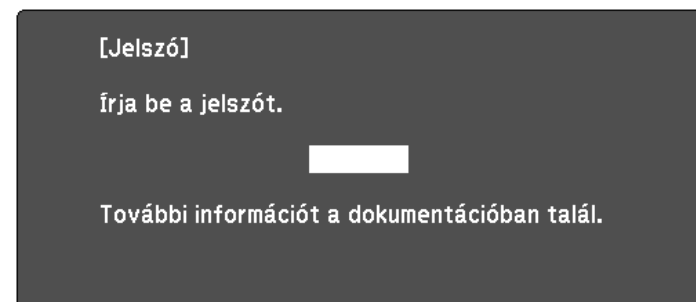 [Jelszó]
Írja be a jelszót.
További információt a dokumentációban talál.